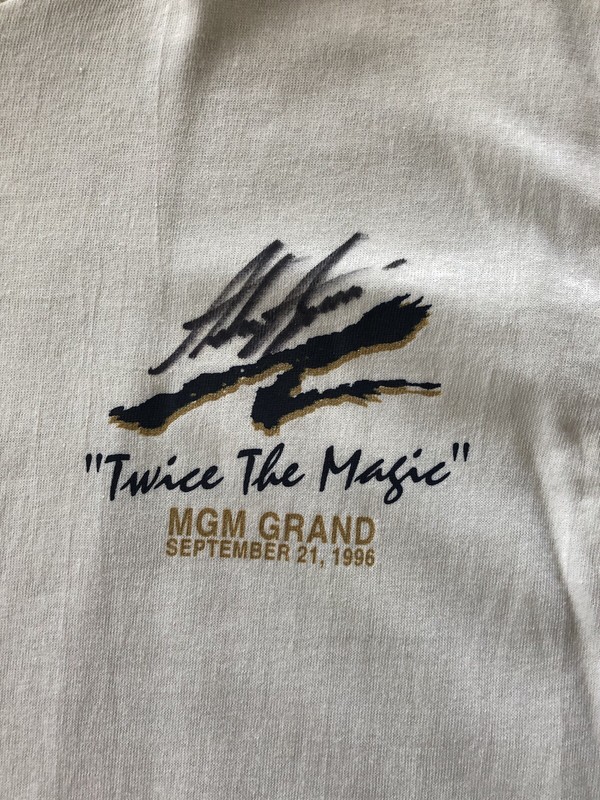 "Twice The Magic"
MGM GRAND
SEPTEMBER 21, 1996